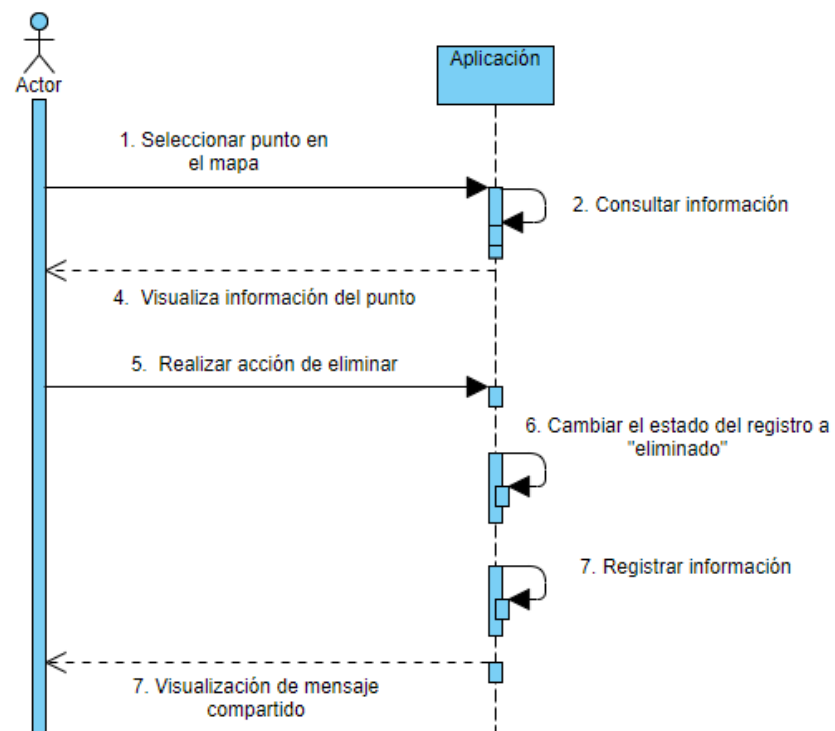 Actor
Aplicación
1. Seleccionar punto en
el mapa
2. Consultar información
4. Visualiza información del punto
5. Realizar acción de eliminar
6. Cambiar el estado del registro a
"eliminado"
7. Registrar información
7. Visualización de mensaje
compartido